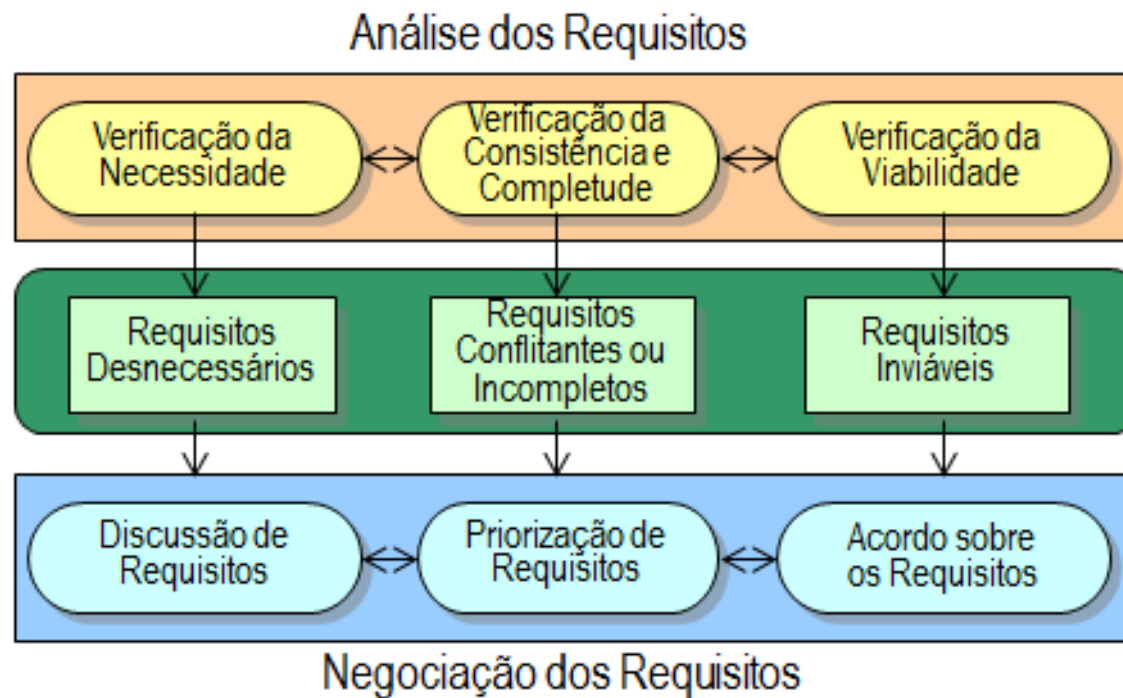 Análise dos Requisitos
Verificação da
Necessidade
Verificação da
Consistência e
Completude
Verificação da
Viabilidade
Requisitos
Desnecessários
Requisitos
Conflitantes ou
Incompletos
Requisitos
Inviáveis
Discussão de
Requisitos
Priorização de
Requisitos
Acordo sobre
os Requisitos
Negociação dos Requisitos